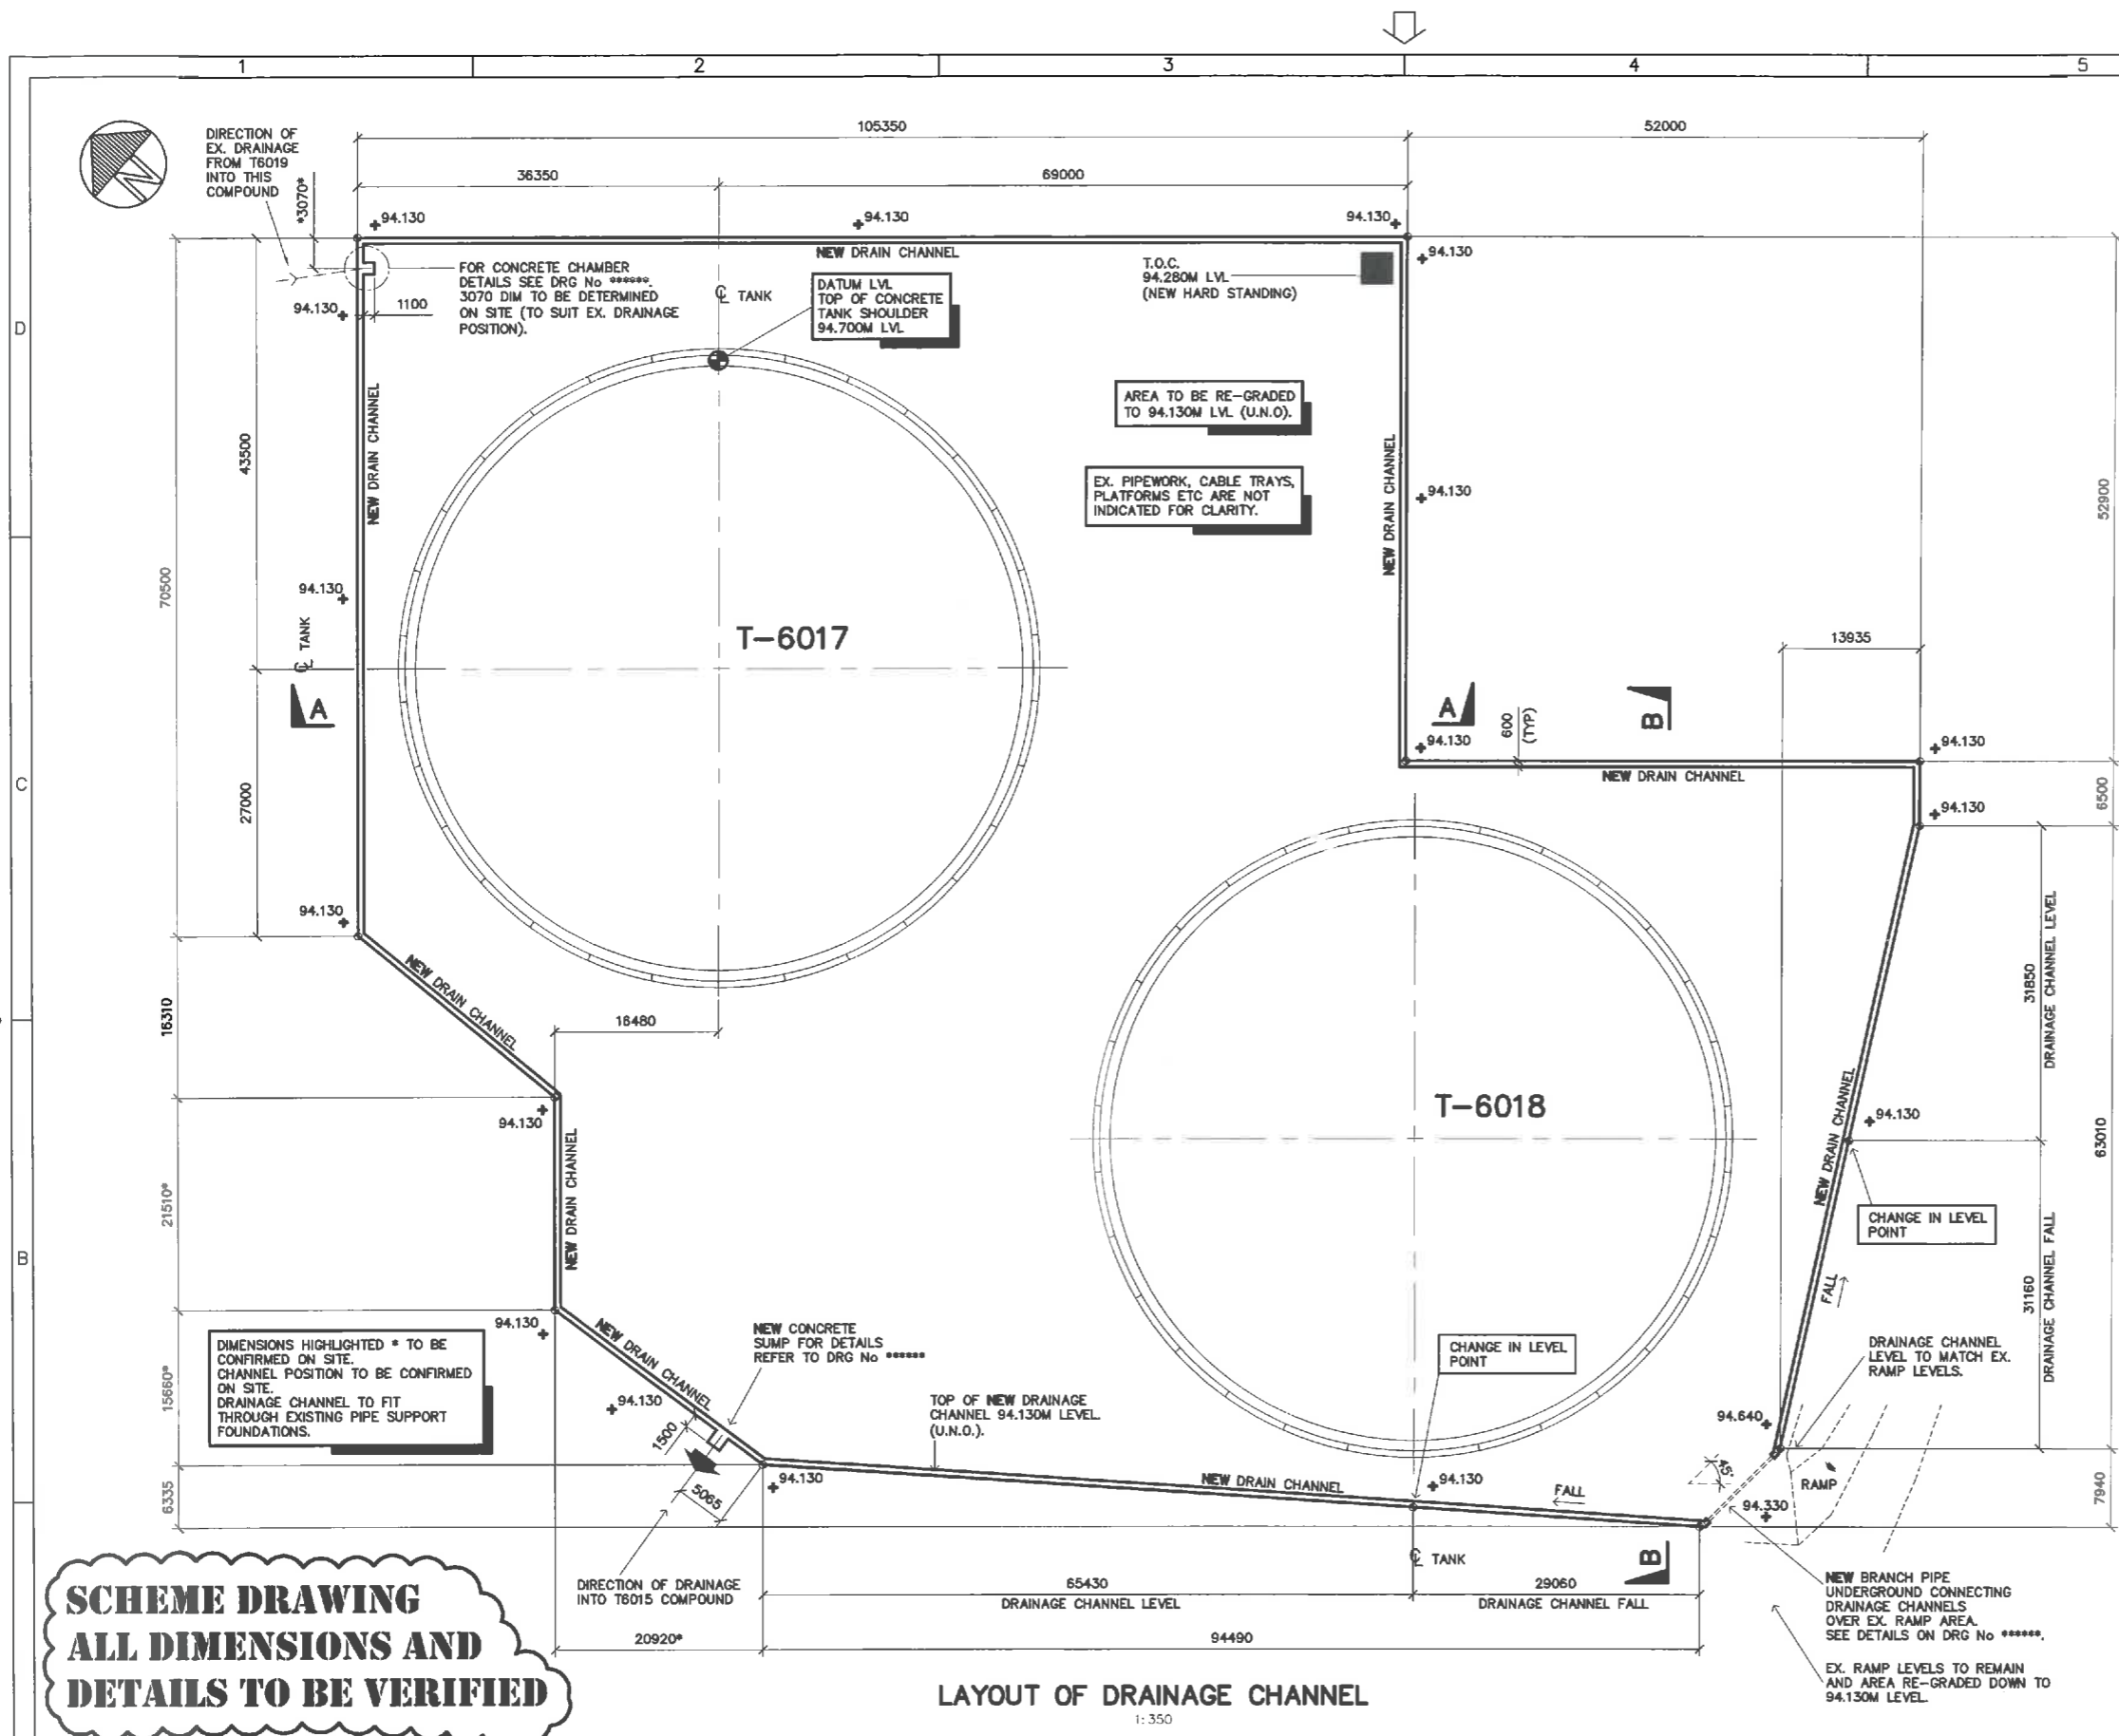 1 2 3 4 5
D
C
B
N
DIRECTION OF
EX. DRAINAGE
FROM T6019
INTO THIS
COMPOUND
*3070*
105350
52000
36350
69000
94.130
94.130
94.130
94.130
NEW DRAIN CHANNEL
FOR CONCRETE CHAMBER
DETAILS SEE DRG No ******.
3070 DIM TO BE DETERMINED
ON SITE (TO SUIT EX. DRAINAGE
POSITION).
1100
94.130
℄ TANK
DATUM LVL
TOP OF CONCRETE
TANK SHOULDER
94.700M LVL
T.O.C.
94.280M LVL
(NEW HARD STANDING)
AREA TO BE RE-GRADED
TO 94.130M LVL (U.N.O).
EX. PIPEWORK, CABLE TRAYS,
PLATFORMS ETC ARE NOT
INDICATED FOR CLARITY.
NEW DRAIN CHANNEL
NEW DRAIN CHANNEL
94.130
43500
70500
52900
94.130
℄ TANK
T-6017
A
A
B
13935
600
(TYP)
94.130
94.130
NEW DRAIN CHANNEL
27000
6500
94.130
94.130
NEW DRAIN CHANNEL
16310
18480
31850
DRAINAGE CHANNEL LEVEL
94.130
T-6018
94.130
NEW DRAIN CHANNEL
63010
NEW DRAIN CHANNEL
21510*
CHANGE IN LEVEL
POINT
FALL
31160
DRAINAGE CHANNEL FALL
94.130
NEW DRAIN CHANNEL
NEW CONCRETE
SUMP FOR DETAILS
REFER TO DRG No ******
CHANGE IN LEVEL
POINT
DRAINAGE CHANNEL
LEVEL TO MATCH EX.
RAMP LEVELS.
DIMENSIONS HIGHLIGHTED * TO BE
CONFIRMED ON SITE.
CHANNEL POSITION TO BE CONFIRMED
ON SITE.
DRAINAGE CHANNEL TO FIT
THROUGH EXISTING PIPE SUPPORT
FOUNDATIONS.
15660*
94.130
1500
TOP OF NEW DRAINAGE
CHANNEL 94.130M LEVEL.
(U.N.O.).
94.640
45°
RAMP
94.130
5065
NEW DRAIN CHANNEL
94.130
FALL
94.330
7940
6335
℄ TANK
B
DIRECTION OF DRAINAGE
INTO T6015 COMPOUND
65430
DRAINAGE CHANNEL LEVEL
29060
DRAINAGE CHANNEL FALL
NEW BRANCH PIPE
UNDERGROUND CONNECTING
DRAINAGE CHANNELS
OVER EX. RAMP AREA.
SEE DETAILS ON DRG No ******.
20920*
94490
EX. RAMP LEVELS TO REMAIN
AND AREA RE-GRADED DOWN TO
94.130M LEVEL.
SCHEME DRAWING
ALL DIMENSIONS AND
DETAILS TO BE VERIFIED
LAYOUT OF DRAINAGE CHANNEL
1:350